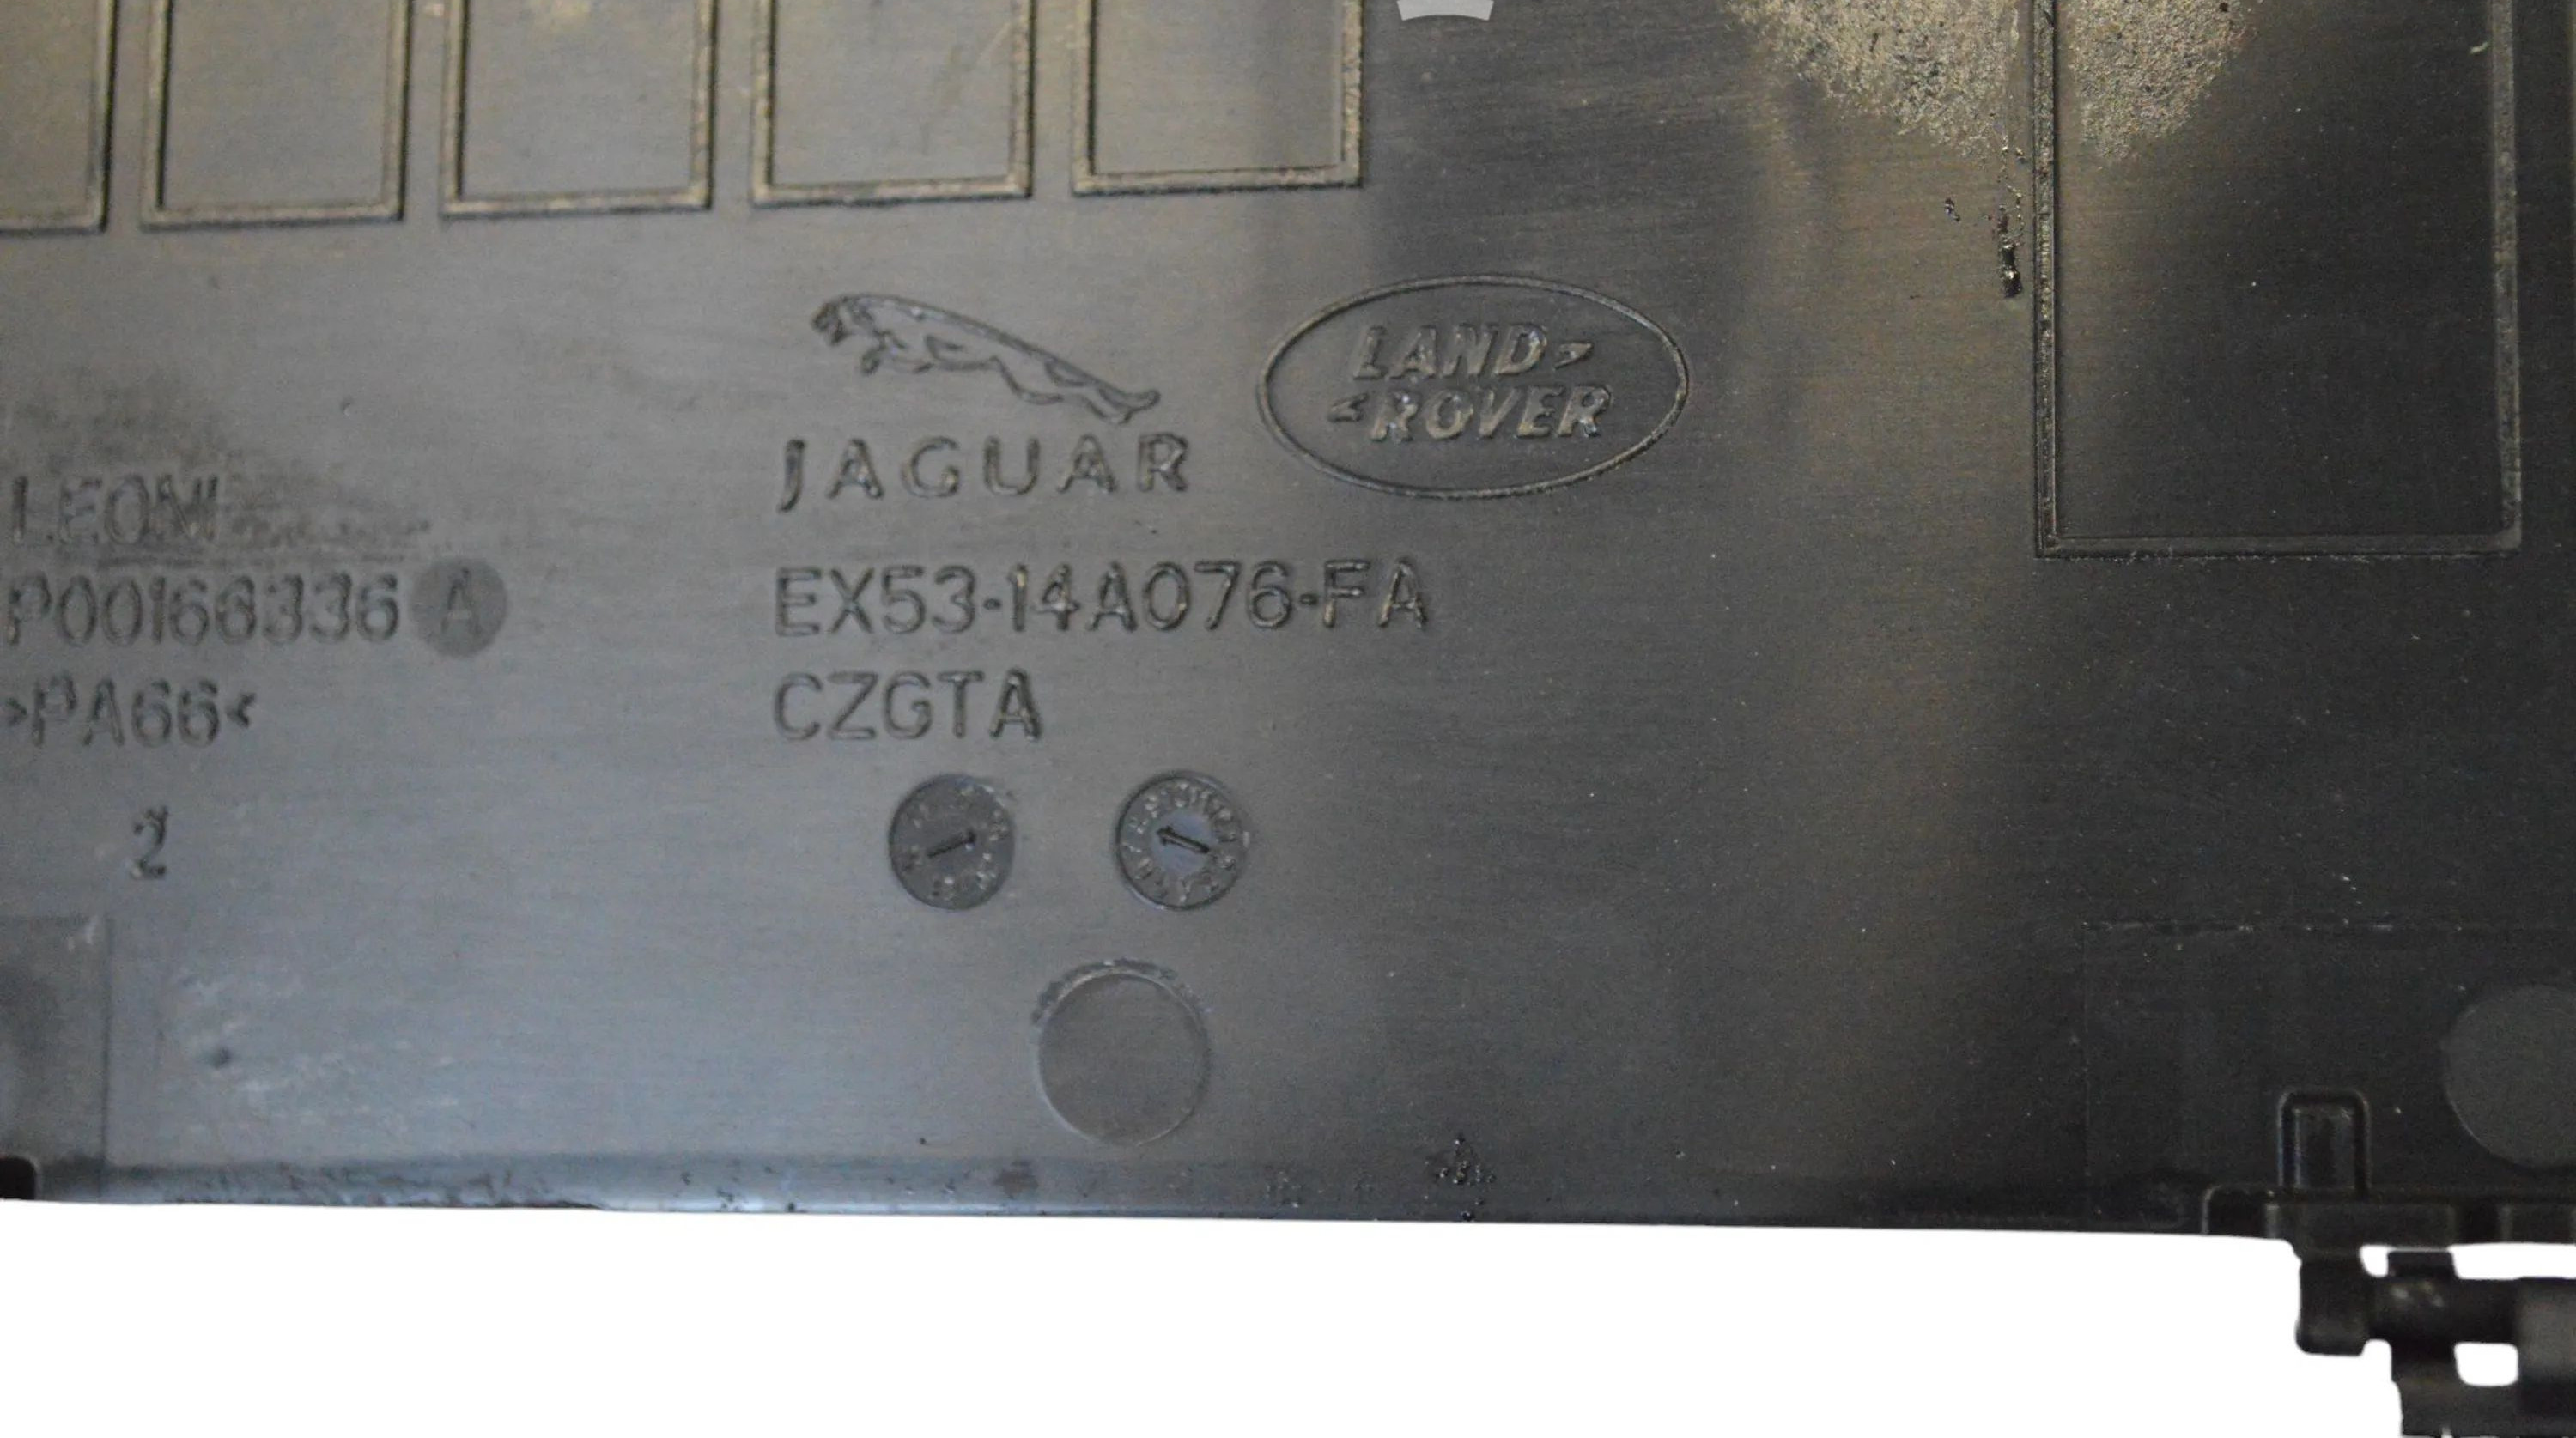 LAND
ROVER
JAGUAR
LEONI
P00166336 A
>PA66<
2
EX53-14A076-FA
CZGTA